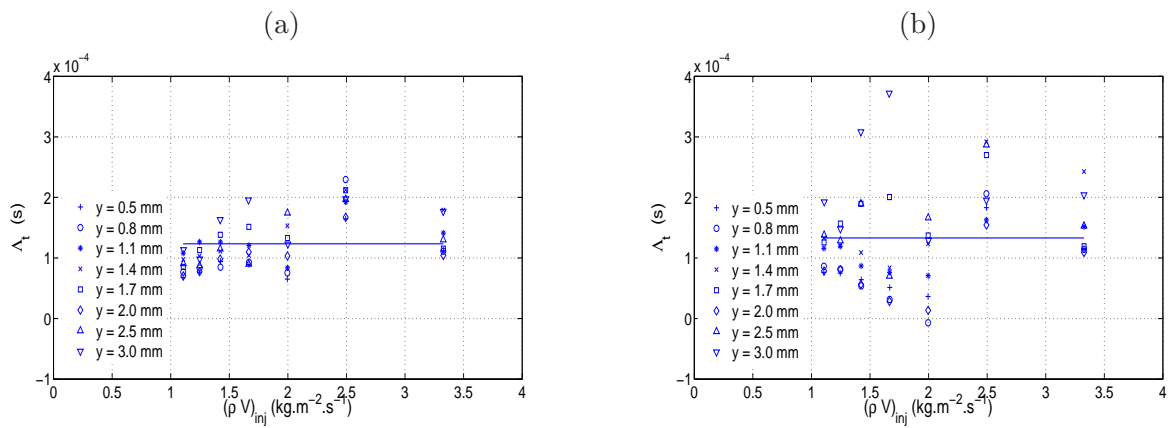 (a)
x 10⁻⁴
4
3
2
1
0
−1
0 0.5 1 1.5 2 2.5 3 3.5 4
Λt (s)
(ρ V)inj (kg.m⁻².s⁻¹)
y = 0.5 mm
y = 0.8 mm
y = 1.1 mm
y = 1.4 mm
y = 1.7 mm
y = 2.0 mm
y = 2.5 mm
y = 3.0 mm
(b)
x 10⁻⁴
4
3
2
1
0
−1
0 0.5 1 1.5 2 2.5 3 3.5 4
Λt (s)
(ρ V)inj (kg.m⁻².s⁻¹)
y = 0.5 mm
y = 0.8 mm
y = 1.1 mm
y = 1.4 mm
y = 1.7 mm
y = 2.0 mm
y = 2.5 mm
y = 3.0 mm